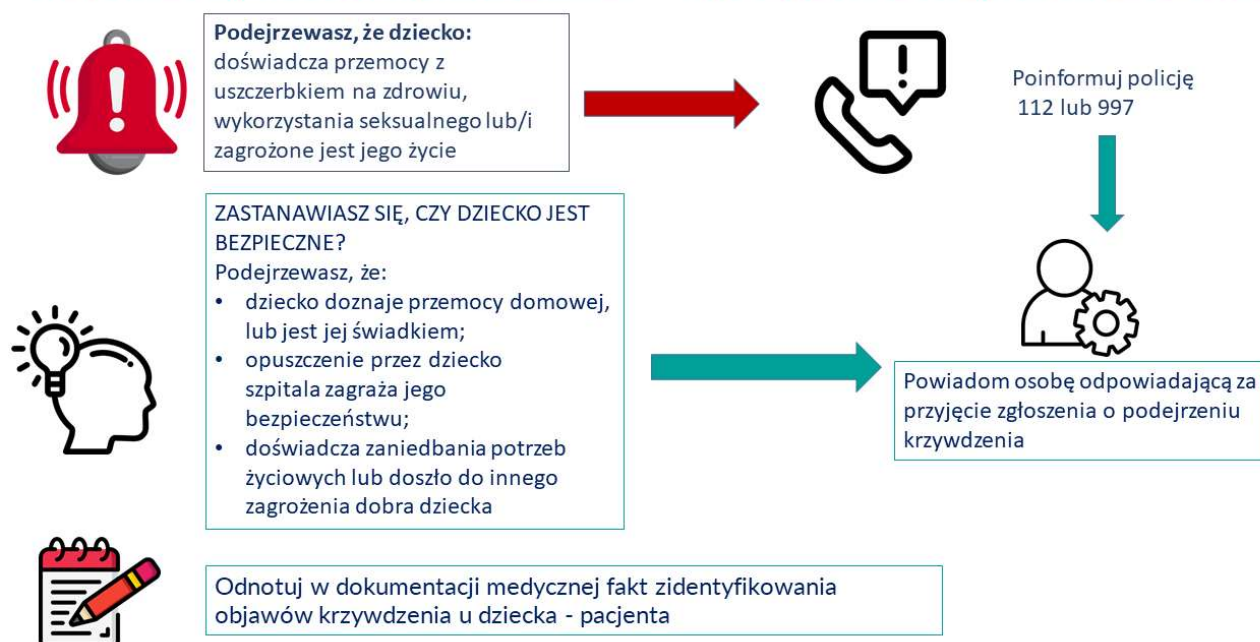 Podejrzewasz, że dziecko:
doświadcza przemocy z
uszczerbkiem na zdrowiu,
wykorzystania seksualnego lub/i
zagrożone jest jego życie
Poinformuj policję
112 lub 997
ZASTANAWIASZ SIĘ, CZY DZIECKO JEST
BEZPIECZNE?
Podejrzewasz, że:
• dziecko doznaje przemocy domowej,
lub jest jej świadkiem;
• opuszczenie przez dziecko
szpitala zagraża jego
bezpieczeństwu;
• doświadcza zaniedbania potrzeb
życiowych lub doszło do innego
zagrożenia dobra dziecka
Powiadom osobę odpowiadającą za
przyjęcie zgłoszenia o podejrzeniu
krzywdzenia
Odnotuj w dokumentacji medycznej fakt zidentyfikowania
objawów krzywdzenia u dziecka - pacjenta